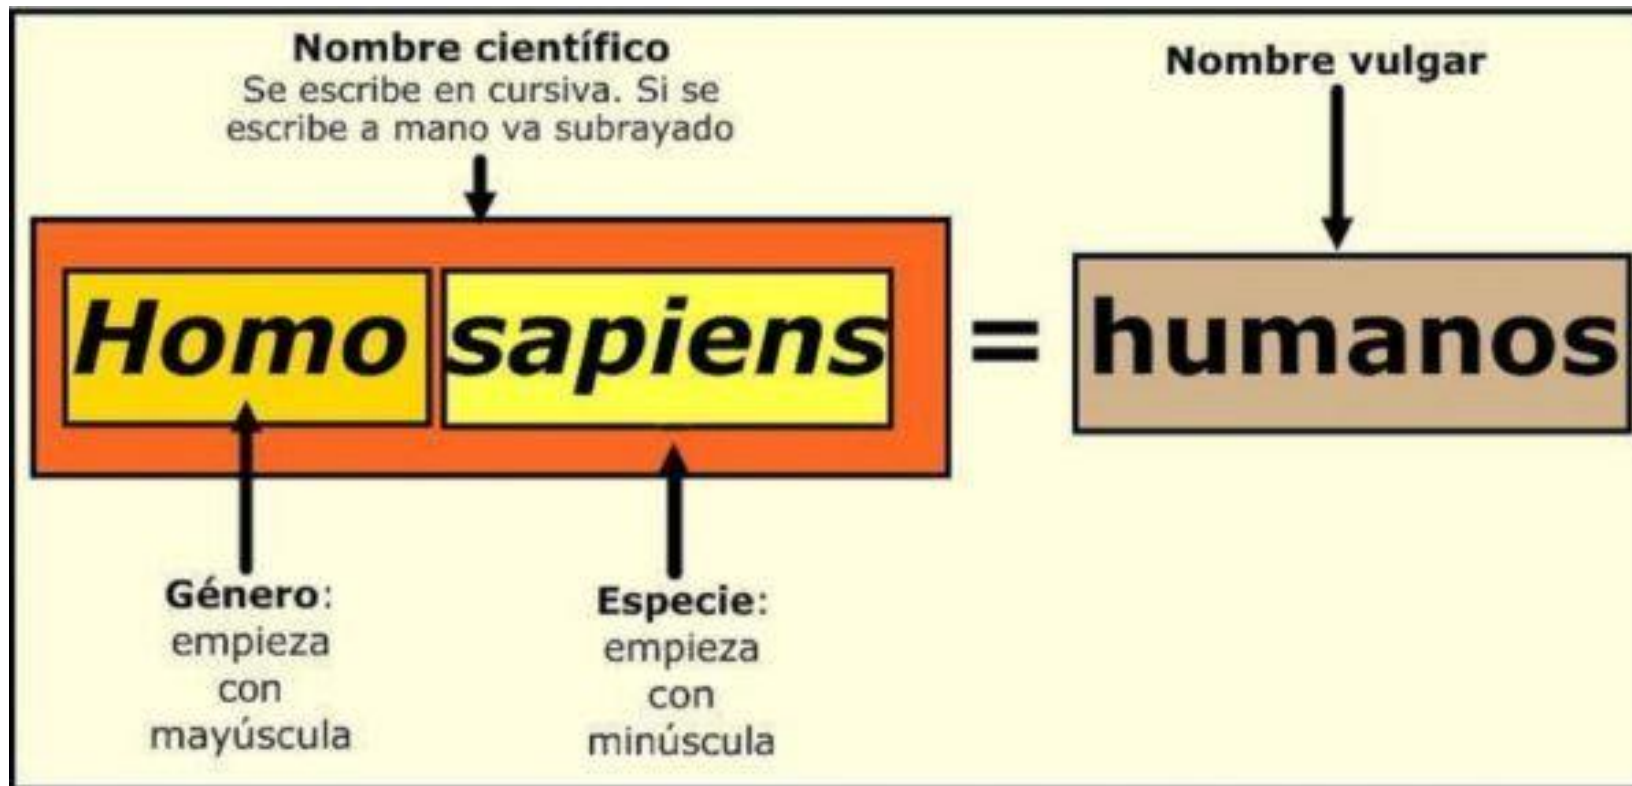 Nombre científico
Se escribe en cursiva. Si se
escribe a mano va subrayado
Nombre vulgar
Homo sapiens = humanos
Género:
empieza
con
mayúscula
Especie:
empieza
con
minúscula